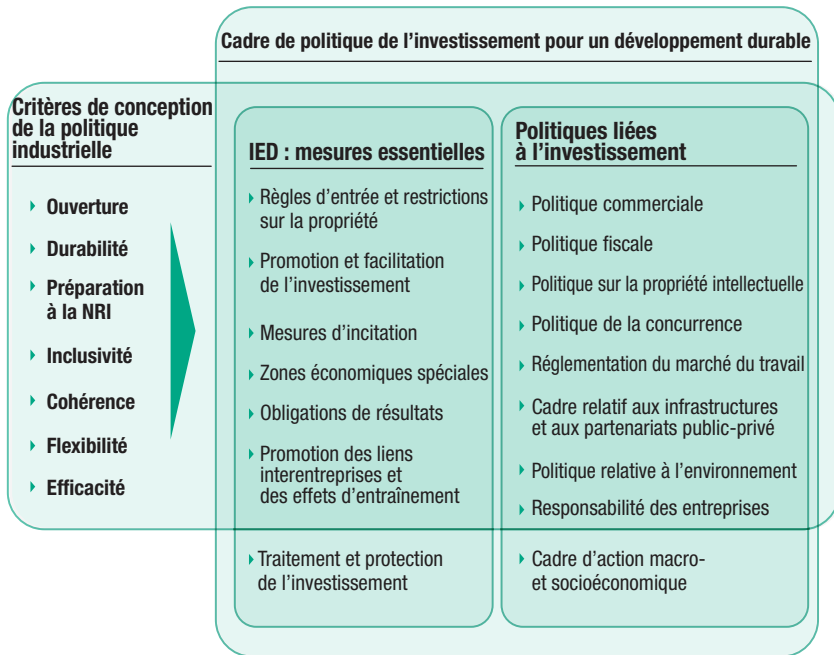 Cadre de politique de l’investissement pour un développement durable
Critères de conception
de la politique
industrielle
Ouverture
Durabilité
Préparation
à la NRI
Inclusivité
Cohérence
Flexibilité
Efficacité
IED : mesures essentielles
Règles d’entrée et restrictions
sur la propriété
Promotion et facilitation
de l’investissement
Mesures d’incitation
Zones économiques spéciales
Obligations de résultats
Promotion des liens
interentreprises et
des effets d’entraînement
Traitement et protection
de l’investissement
Politiques liées
à l’investissement
Politique commerciale
Politique fiscale
Politique sur la propriété intellectuelle
Politique de la concurrence
Réglementation du marché du travail
Cadre relatif aux infrastructures
et aux partenariats public-privé
Politique relative à l’environnement
Responsabilité des entreprises
Cadre d’action macro-
et socioéconomique